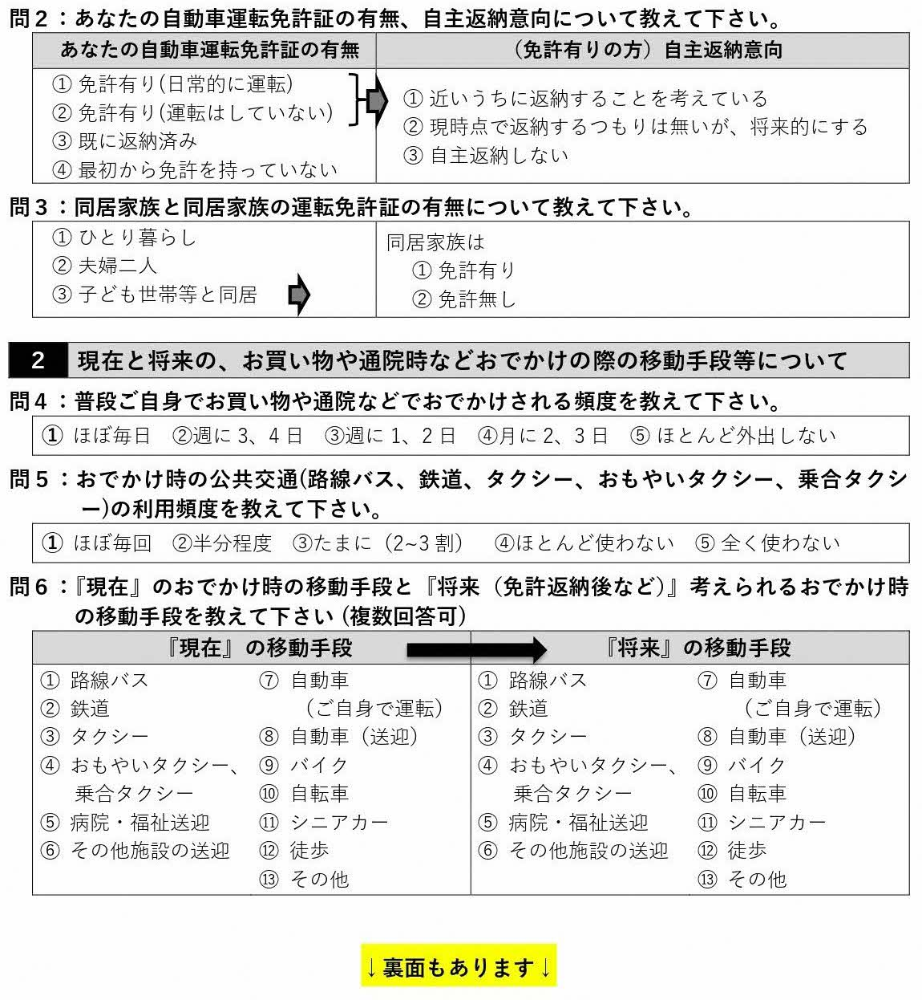 問２：あなたの自動車運転免許証の有無、自主返納意向について教えて下さい。
あなたの自動車運転免許証の有無
（免許有りの方）自主返納意向
① 免許有り(日常的に運転)
② 免許有り(運転はしていない)
③ 既に返納済み
④ 最初から免許を持っていない
① 近いうちに返納することを考えている
② 現時点で返納するつもりは無いが、将来的にする
③ 自主返納しない
問３：同居家族と同居家族の運転免許証の有無について教えて下さい。
① ひとり暮らし
② 夫婦二人
③ 子ども世帯等と同居
同居家族は
① 免許有り
② 免許無し
2 現在と将来の、お買い物や通院時などおでかけの際の移動手段等について
問４：普段ご自身でお買い物や通院などでおでかけされる頻度を教えて下さい。
① ほぼ毎日 ②週に 3、4 日 ③週に 1、2 日 ④月に 2、3 日 ⑤ ほとんど外出しない
問５：おでかけ時の公共交通(路線バス、鉄道、タクシー、おもやいタクシー、乗合タクシ
ー)の利用頻度を教えて下さい。
① ほぼ毎回 ②半分程度 ③たまに（2~3 割） ④ほとんど使わない ⑤ 全く使わない
問６：『現在』のおでかけ時の移動手段と『将来（免許返納後など）』考えられるおでかけ時
の移動手段を教えて下さい (複数回答可)
『現在』の移動手段
『将来』の移動手段
① 路線バス
② 鉄道
③ タクシー
④ おもやいタクシー、
乗合タクシー
⑤ 病院・福祉送迎
⑥ その他施設の送迎
⑦ 自動車
（ご自身で運転）
⑧ 自動車（送迎）
⑨ バイク
⑩ 自転車
⑪ シニアカー
⑫ 徒歩
⑬ その他
① 路線バス
② 鉄道
③ タクシー
④ おもやいタクシー、
乗合タクシー
⑤ 病院・福祉送迎
⑥ その他施設の送迎
⑦ 自動車
（ご自身で運転）
⑧ 自動車（送迎）
⑨ バイク
⑩ 自転車
⑪ シニアカー
⑫ 徒歩
⑬ その他
↓裏面もあります↓